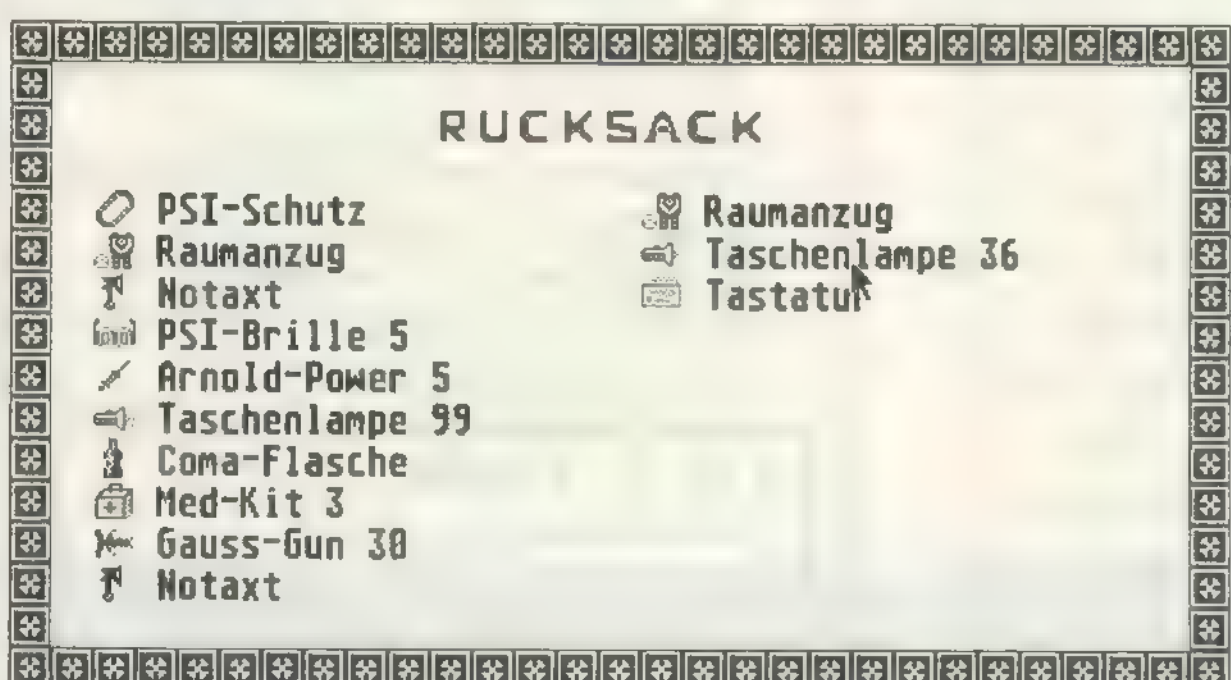 RUCKSACK
PSI-Schutz
Raumanzug
Notaxt
PSI-Brille 5
Arnold-Power 5
Taschenlampe 99
Coma-Flasche
Med-Kit 3
Gauss-Gun 30
Notaxt
Raumanzug
Taschenlampe 36
Tastatur